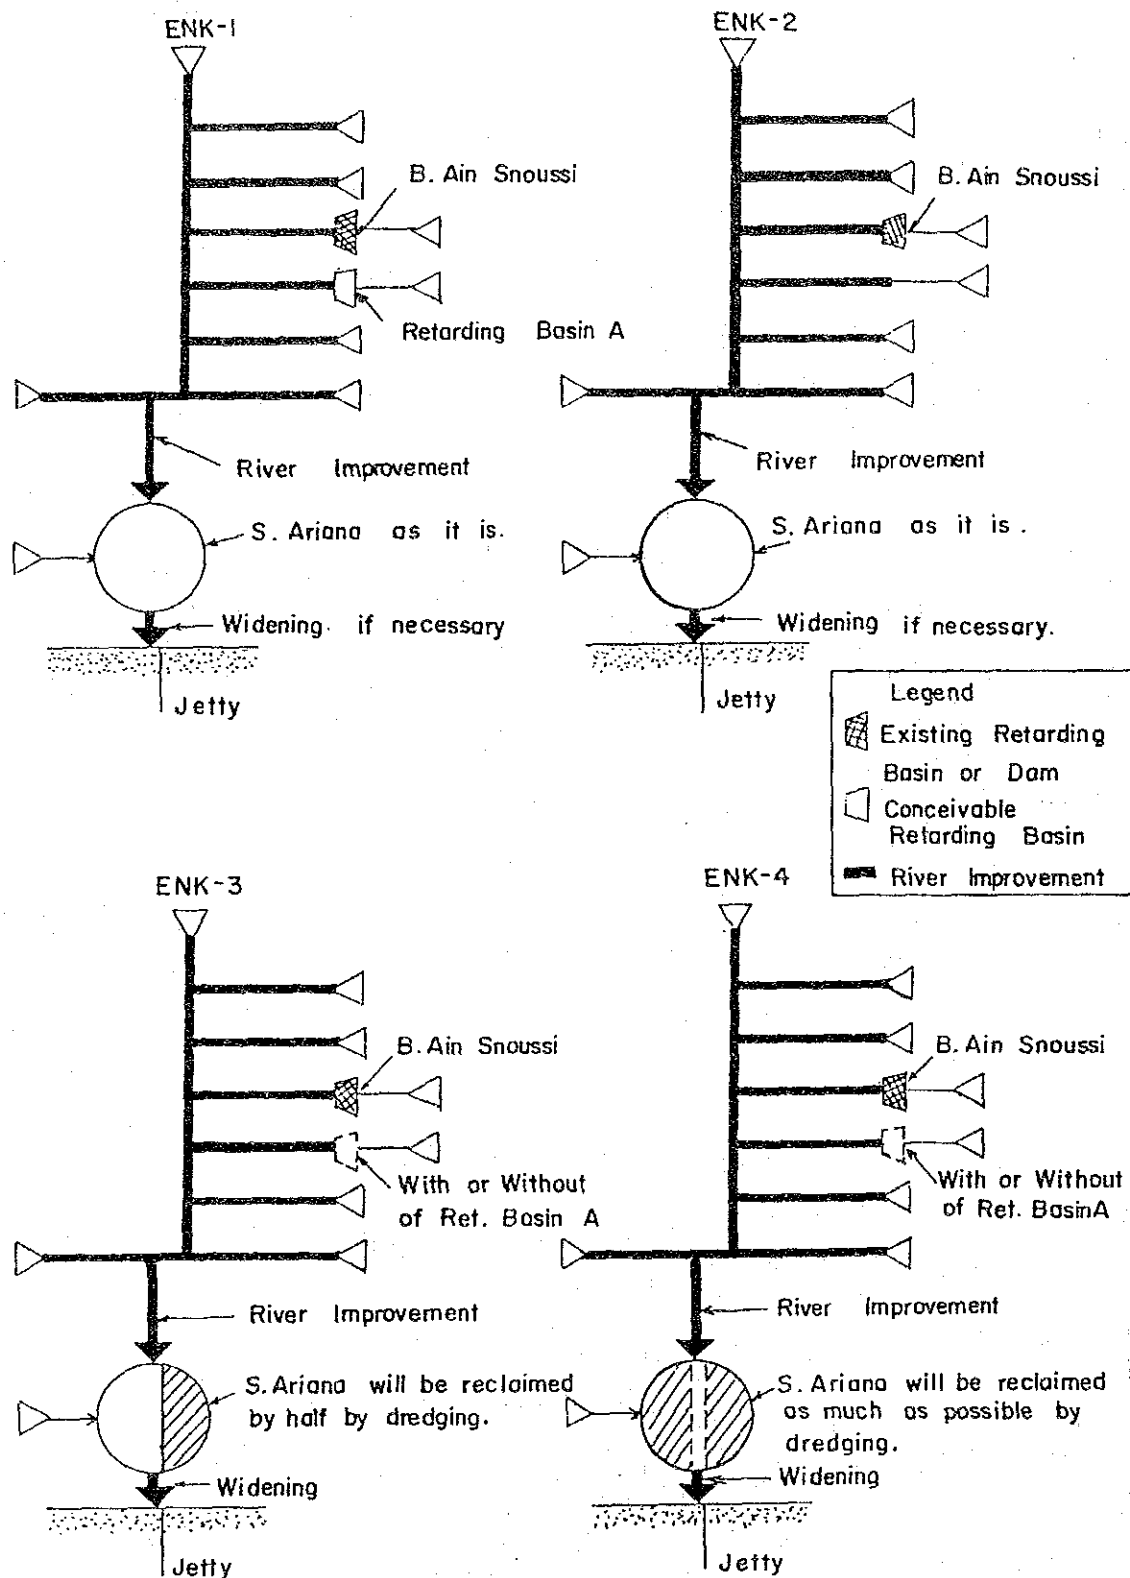 ENK-1
B. Ain Snoussi
Retarding Basin A
River Improvement
S. Ariana as it is.
Widening if necessary
Jetty
ENK-2
B. Ain Snoussi
River Improvement
S. Ariana as it is.
Widening if necessary.
Jetty
Legend
Existing Retarding
Basin or Dam
Conceivable
Retarding Basin
River Improvement
ENK-3
B. Ain Snoussi
With or Without
of Ret. Basin A
River Improvement
S. Ariana will be reclaimed
by half by dredging.
Widening
Jetty
ENK-4
B. Ain Snoussi
With or Without
of Ret. Basin A
River Improvement
S. Ariana will be reclaimed
as much as possible by
dredging.
Widening
Jetty